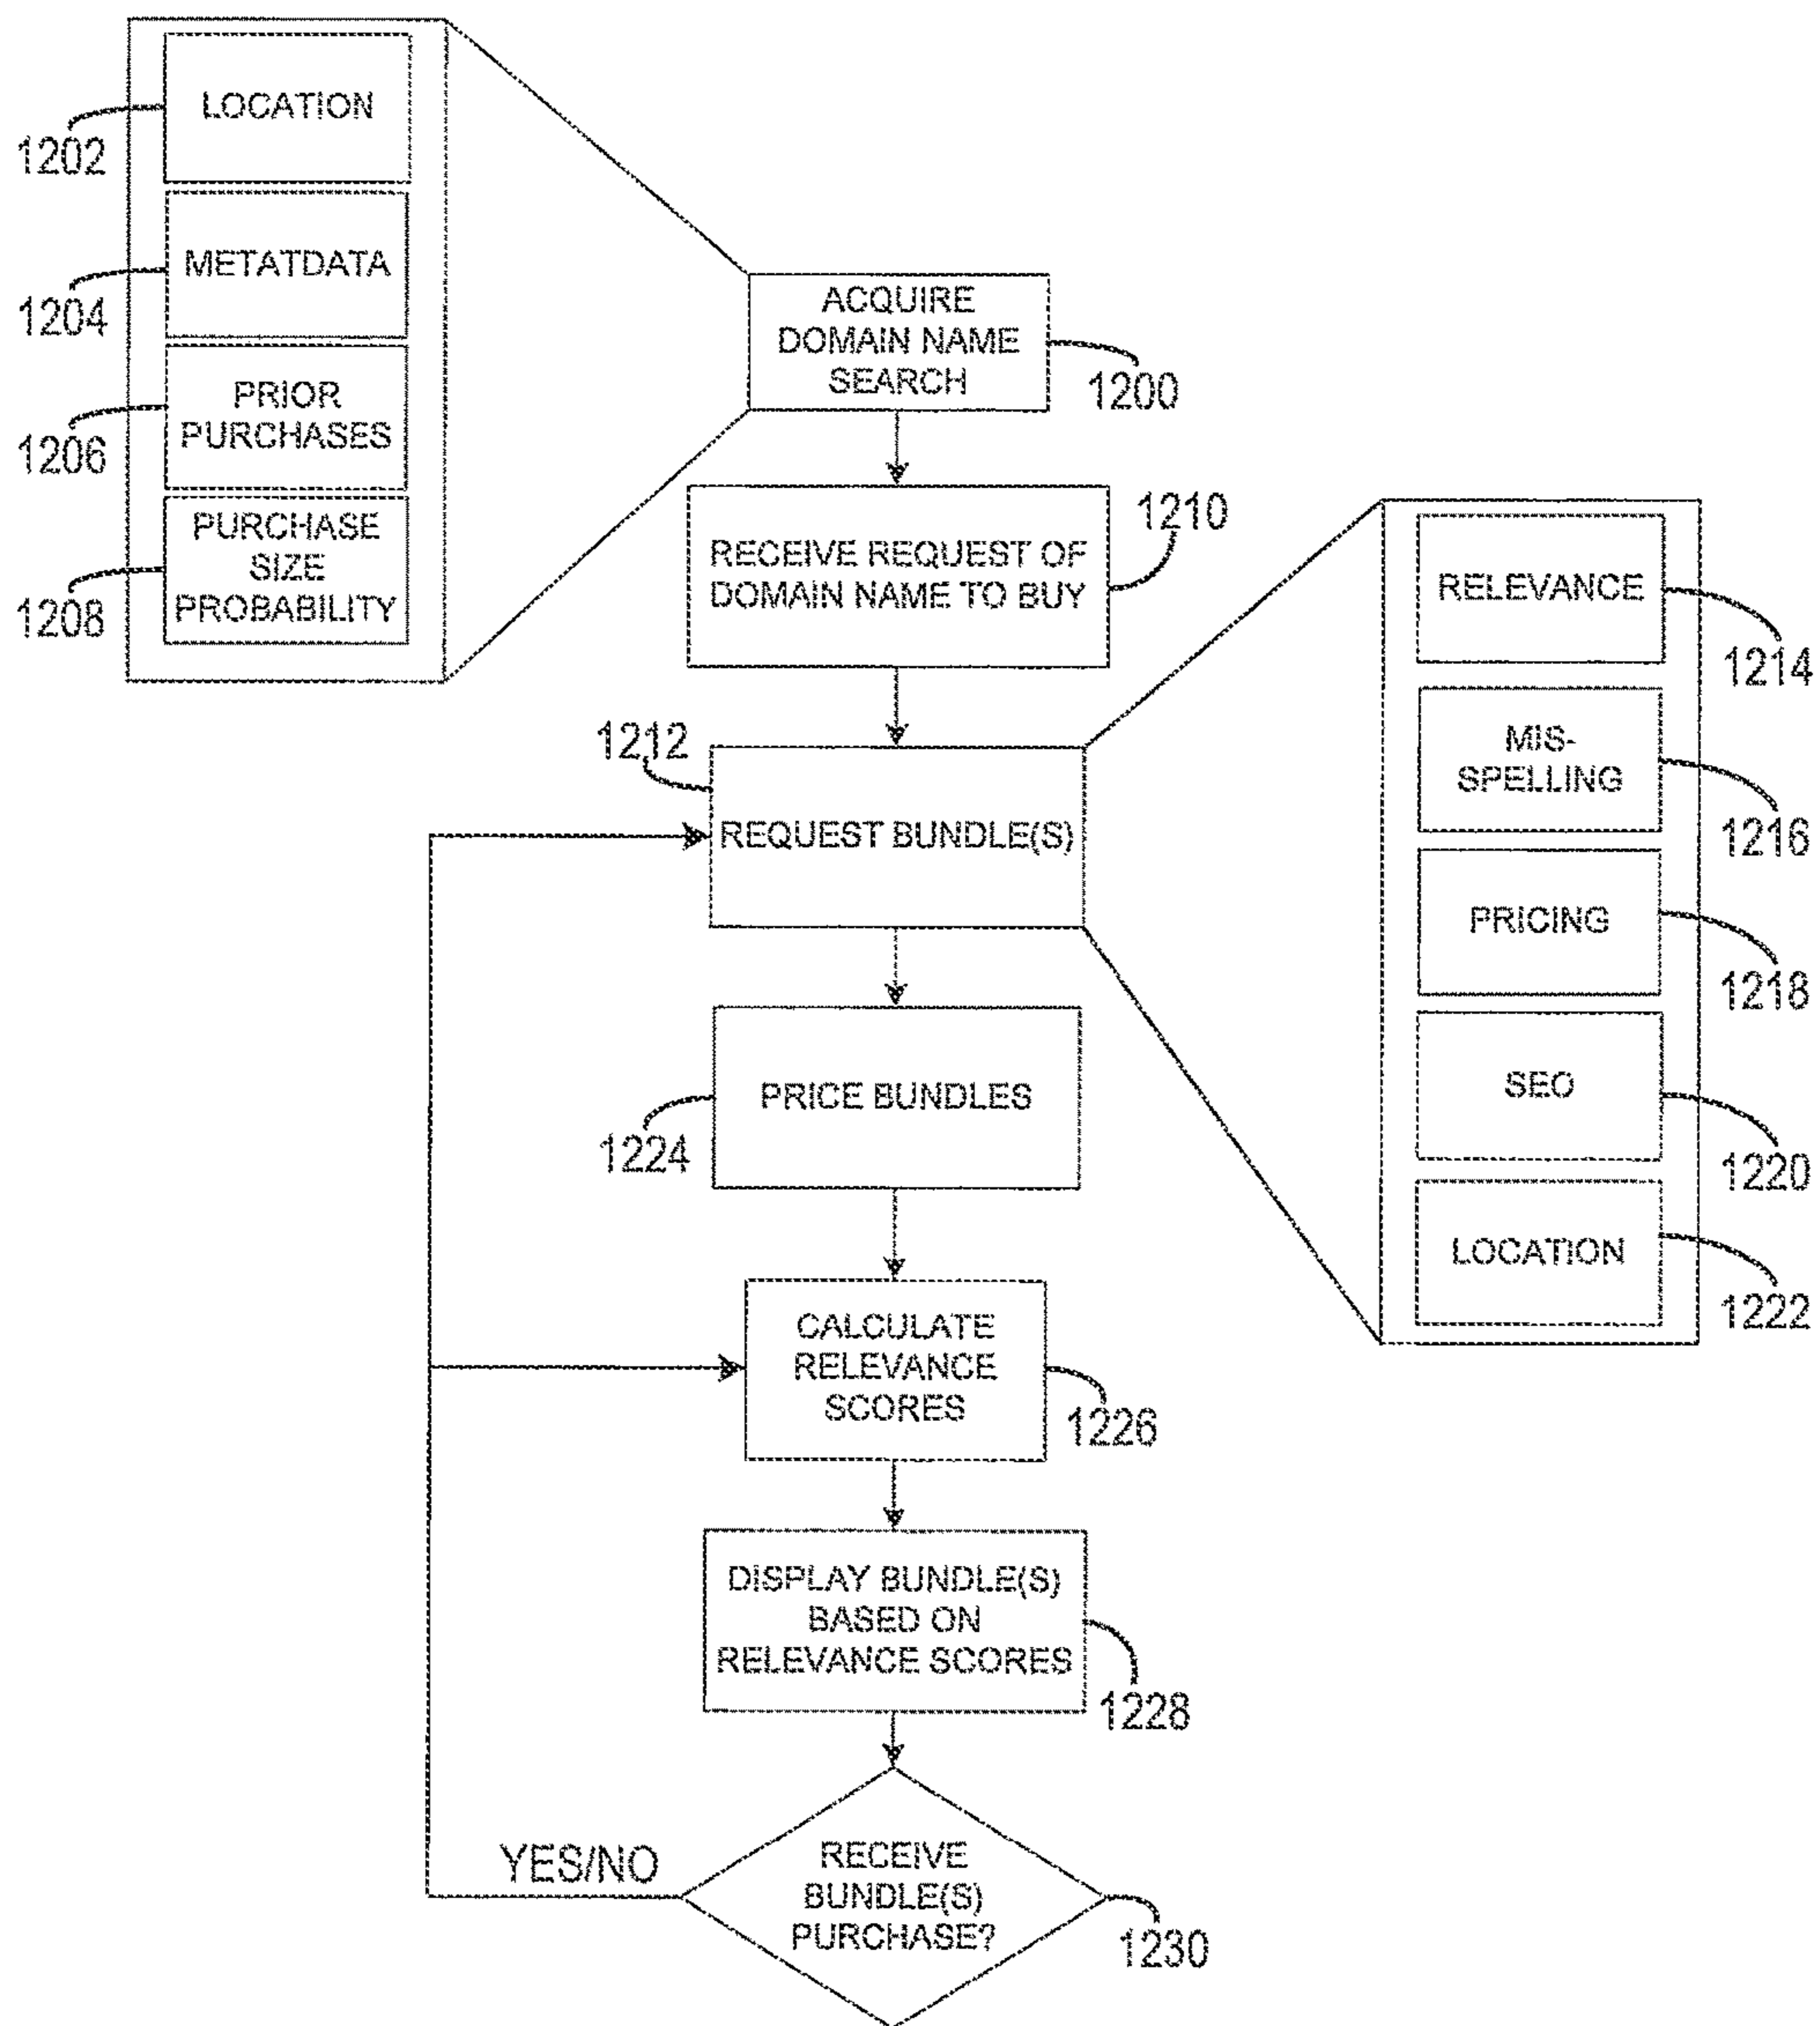 LOCATION
1202
METATDATA
1204
PRIOR
PURCHASES
1206
PURCHASE
SIZE
PROBABILITY
1208
ACQUIRE
DOMAIN NAME
SEARCH
1200
RECEIVE REQUEST OF
DOMAIN NAME TO BUY
1210
1212
REQUEST BUNDLE(S)
RELEVANCE
1214
MIS-
SPELLING
1216
PRICING
1218
SEO
1220
LOCATION
1222
PRICE BUNDLES
1224
CALCULATE
RELEVANCE
SCORES
1226
DISPLAY BUNDLE(S)
BASED ON
RELEVANCE SCORES
1228
YES/NO
RECEIVE
BUNDLE(S)
PURCHASE?
1230